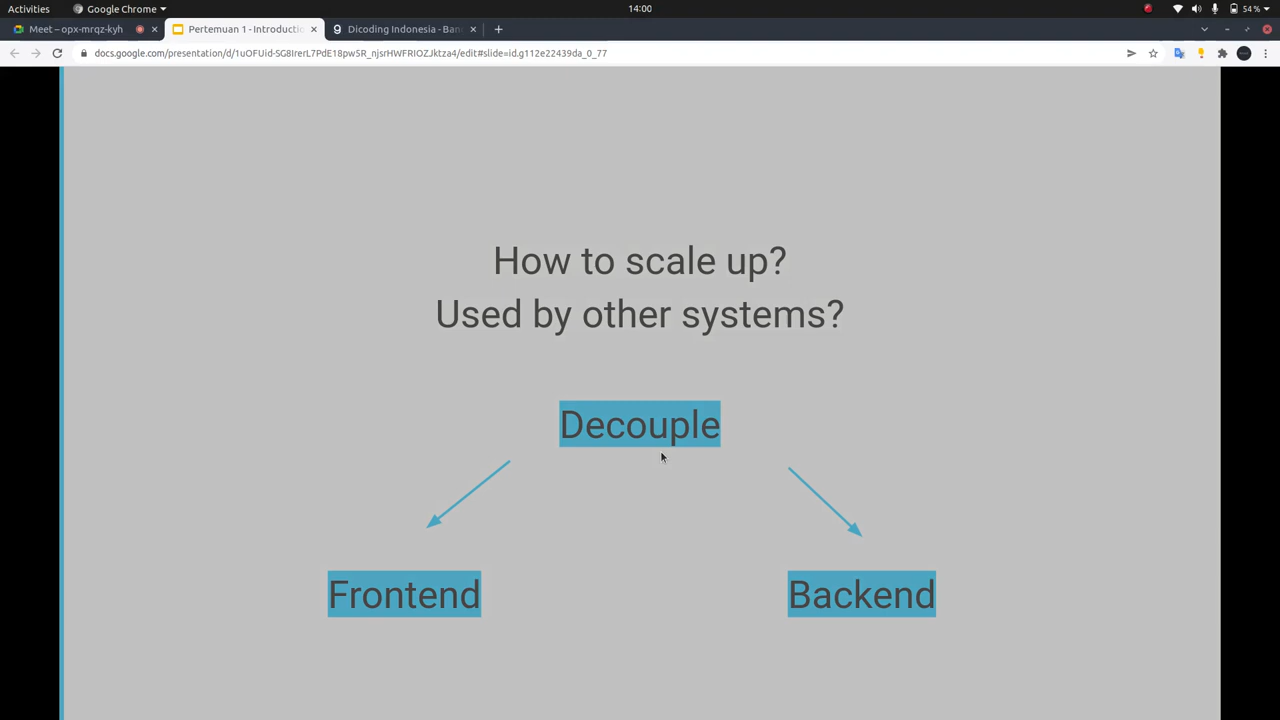 Activities
Google Chrome
14:00
54 %
Meet – opx-mrqz-kyh
Pertemuan 1 - Introductio
Dicoding Indonesia - Ban
docs.google.com/presentation/d/1uOFUid-SG8IrerL7PdE18pw5R_njsrHWFRIOZJktza4/edit#slide=id.g112e22439da_0_77
How to scale up?
Used by other systems?
Decouple
Frontend
Backend